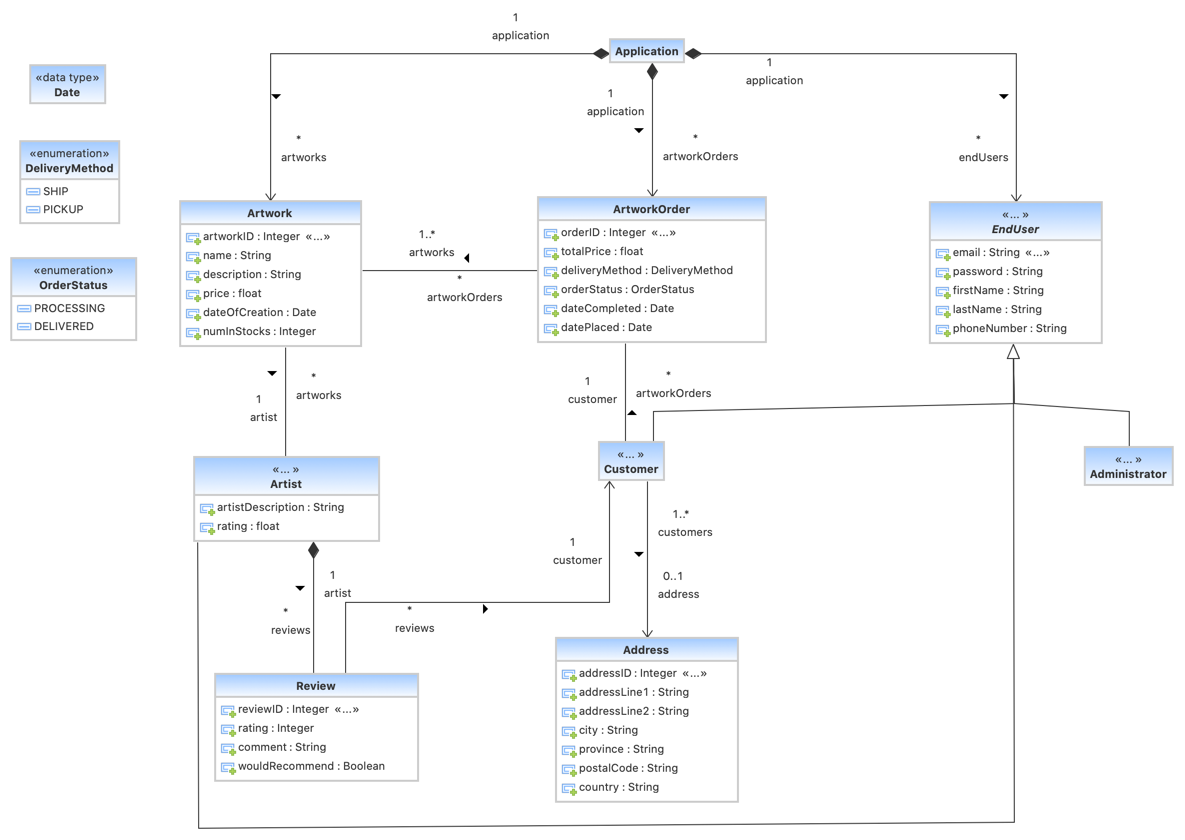 1
application
Application
1
application
1
application
«data type»
Date
*
artworks
*
artworkOrders
*
endUsers
«enumeration»
DeliveryMethod
SHIP
PICKUP
Artwork
artworkID : Integer «...»
name : String
description : String
price : float
dateOfCreation : Date
numInStocks : Integer
1..*
artworks
*
artworkOrders
ArtworkOrder
orderID : Integer «...»
totalPrice : float
deliveryMethod : DeliveryMethod
orderStatus : OrderStatus
dateCompleted : Date
datePlaced : Date
«... »
EndUser
email : String «...»
password : String
firstName : String
lastName : String
phoneNumber : String
«enumeration»
OrderStatus
PROCESSING
DELIVERED
*
artworks
1
artist
1
customer
*
artworkOrders
«... »
Artist
artistDescription : String
rating : float
«... »
Customer
«... »
Administrator
1..*
customers
1
customer
0..1
address
1
artist
*
reviews
*
reviews
Review
reviewID : Integer «...»
rating : Integer
comment : String
wouldRecommend : Boolean
Address
addressID : Integer «...»
addressLine1 : String
addressLine2 : String
city : String
province : String
postalCode : String
country : String